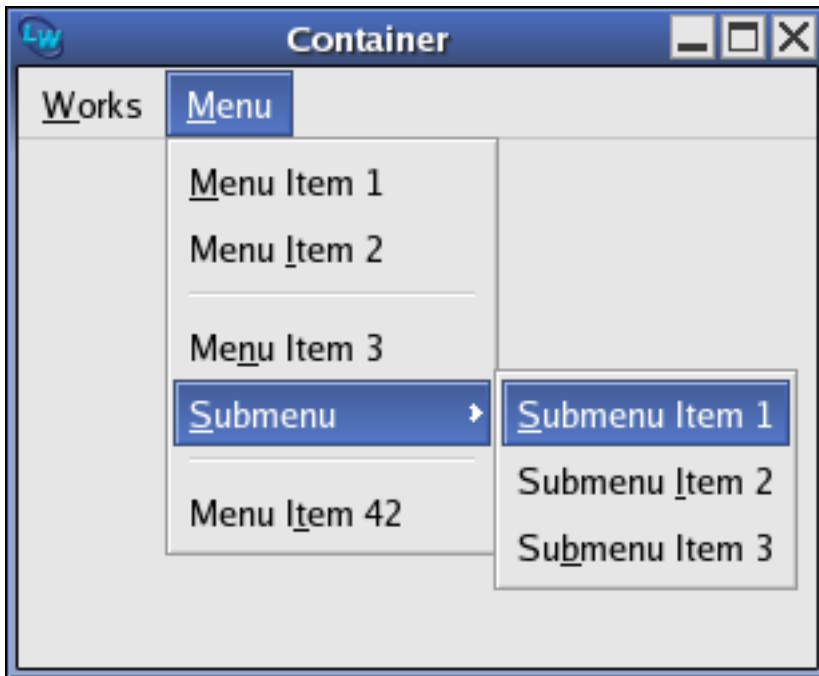 LW
Container
Works Menu
Menu Item 1
Menu Item 2
Menu Item 3
Submenu
Submenu Item 1
Submenu Item 2
Submenu Item 3
Menu Item 42